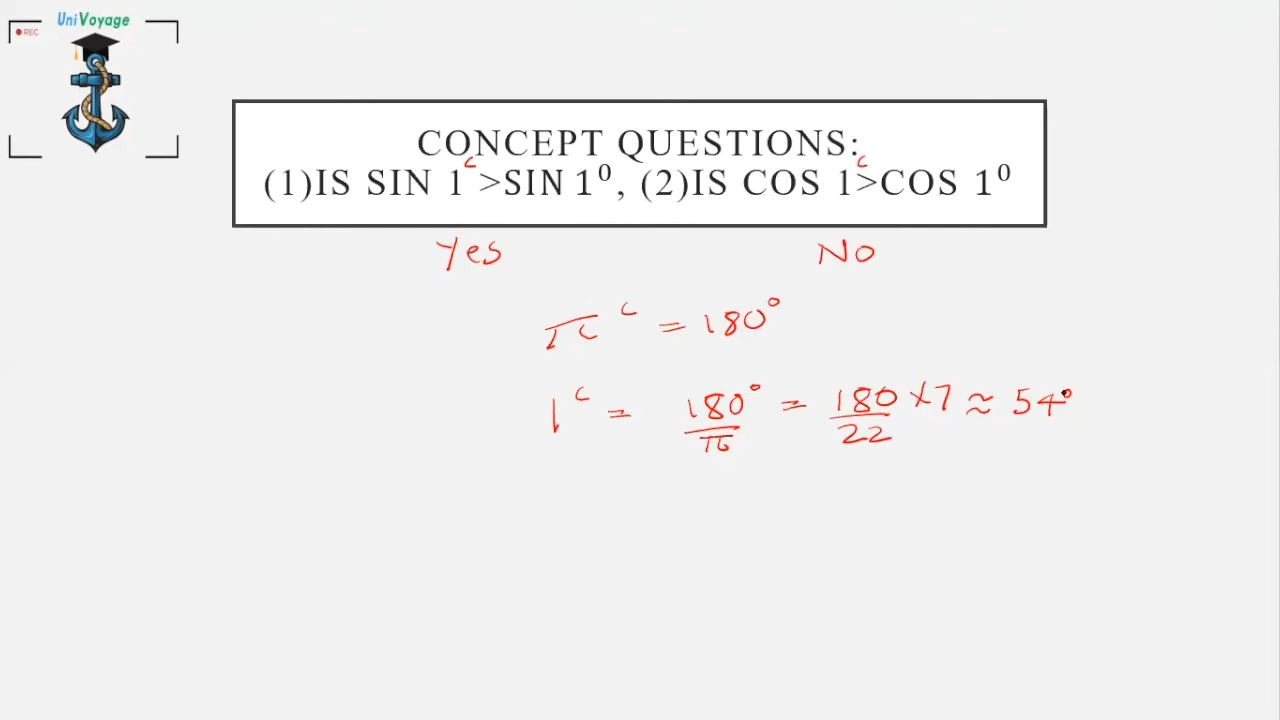 UniVoyage
REC
CONCEPT QUESTIONS:
(1)IS SIN 1ᶜ>SIN 1⁰, (2)IS COS 1ᶜ>COS 1⁰
Yes No
πᶜ = 180°
1ᶜ = 180°/π = 180/22 × 7 ≈ 54°